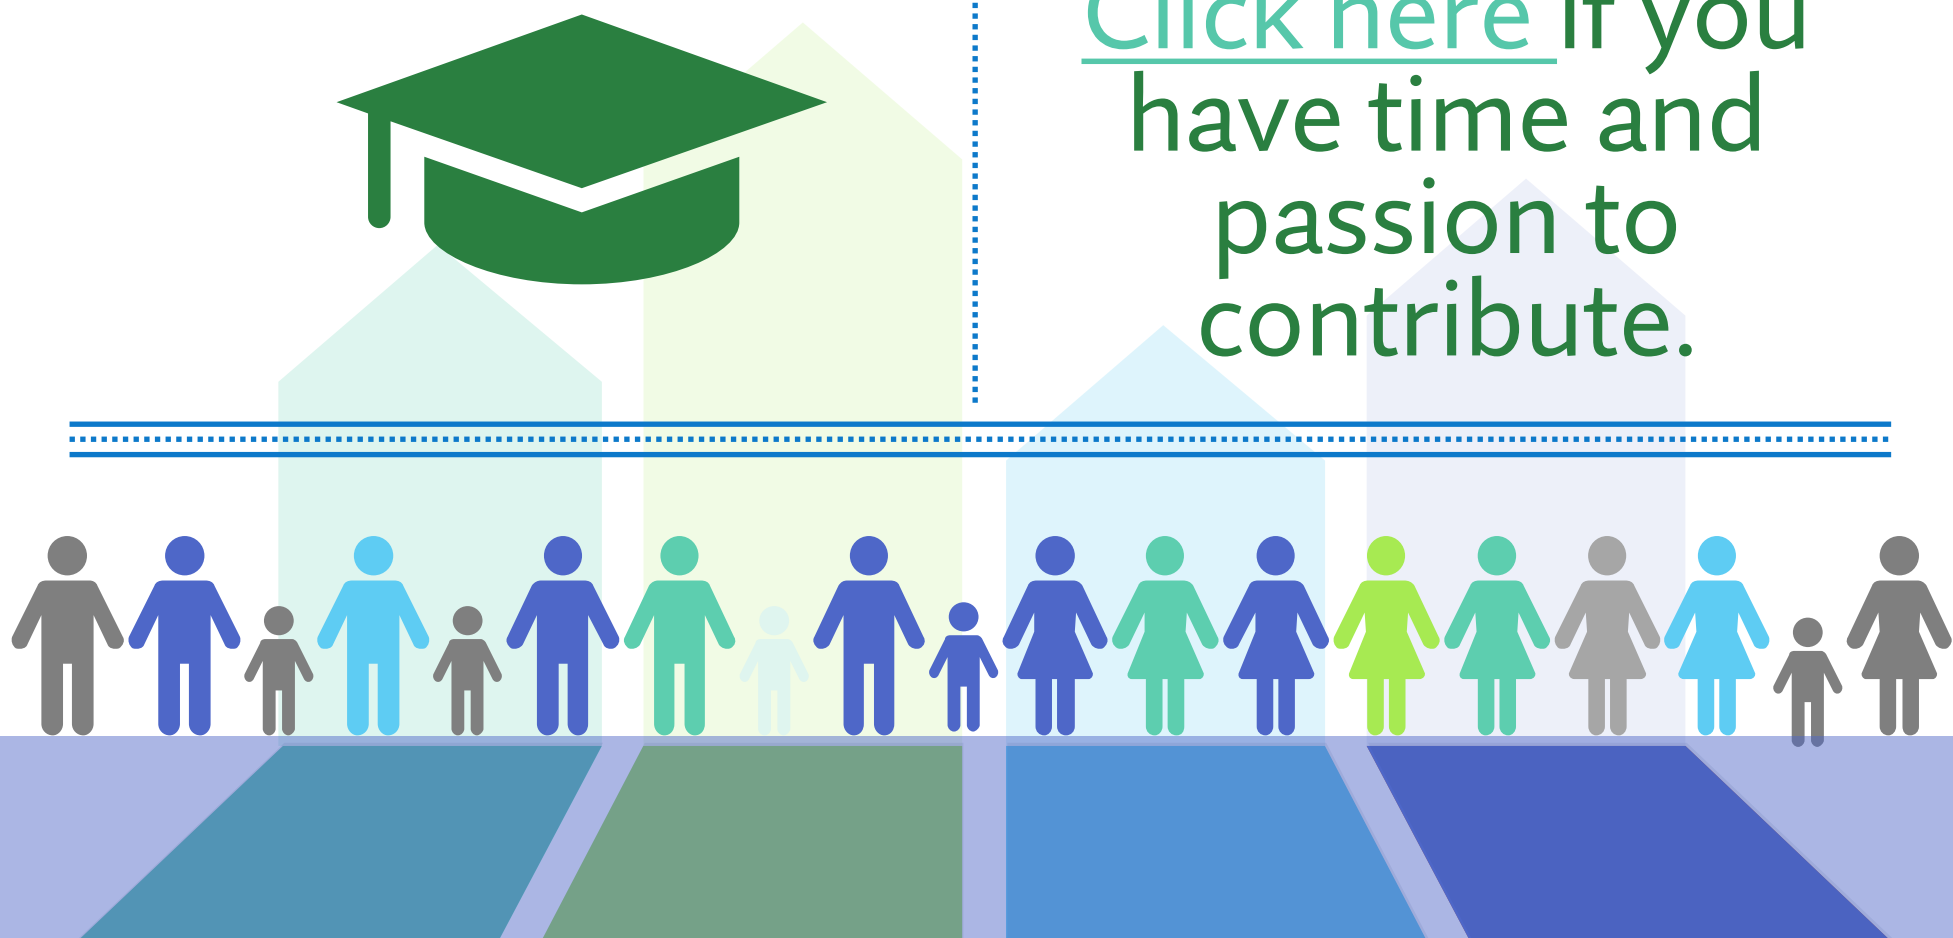 Click here if you
have time and
passion to
contribute.